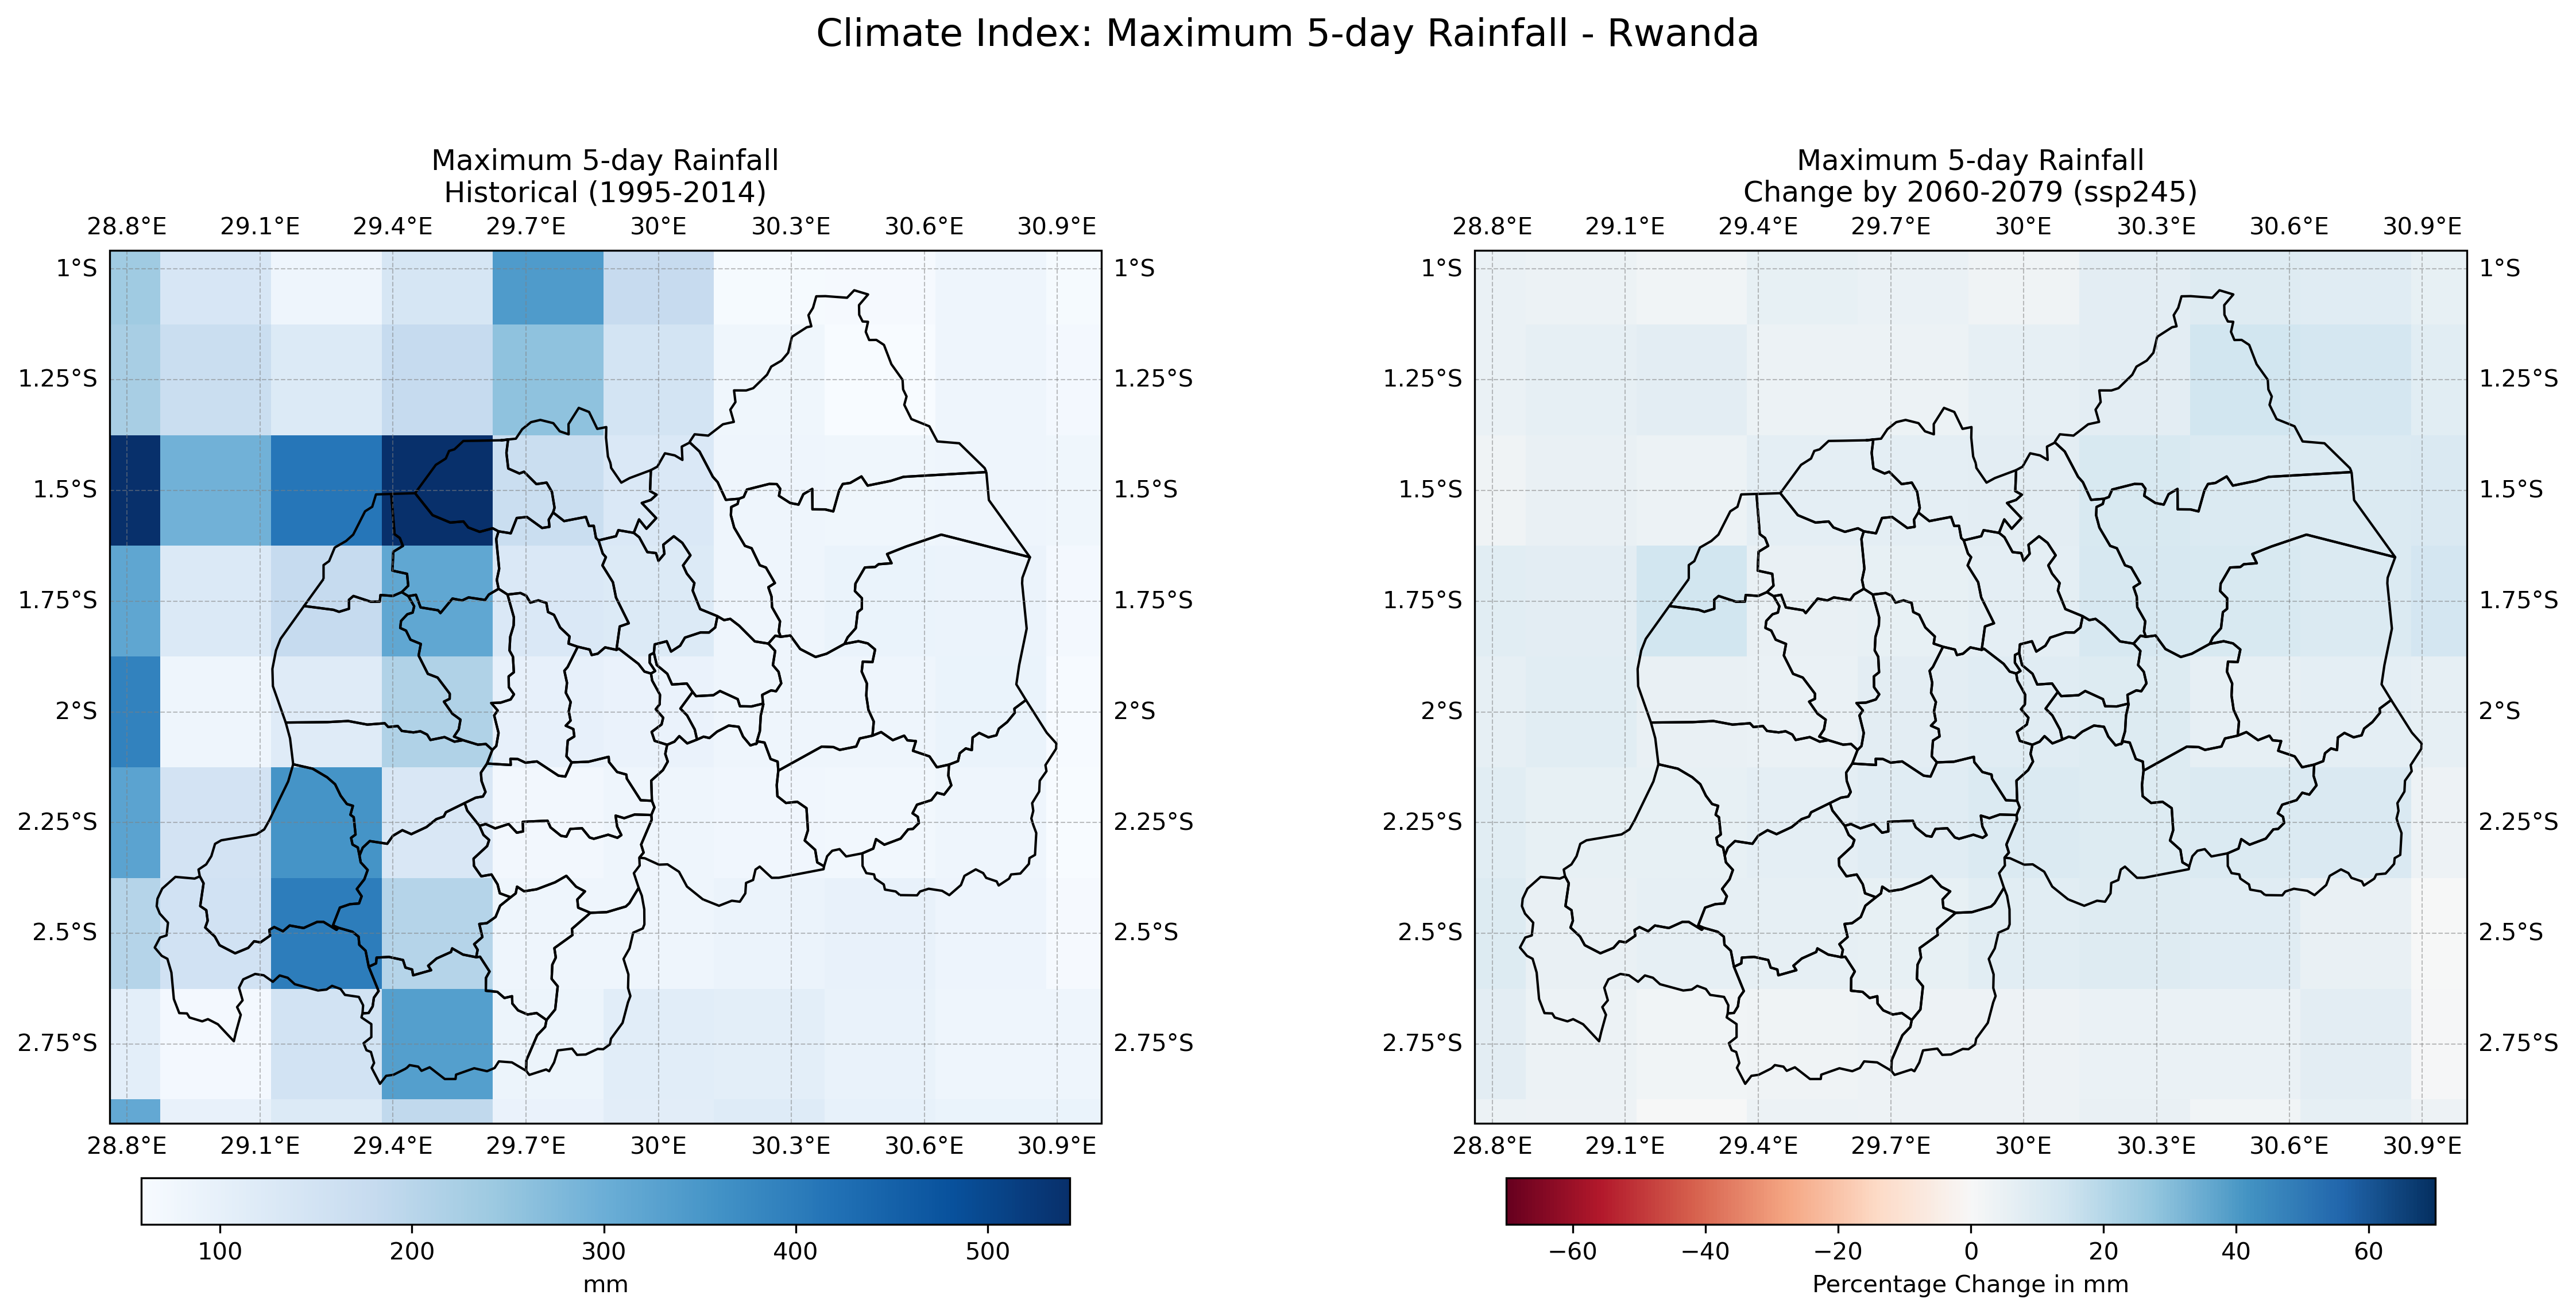 Climate Index: Maximum 5-day Rainfall - Rwanda
Maximum 5-day Rainfall
Historical (1995-2014)
28.8°E 29.1°E 29.4°E 29.7°E 30°E 30.3°E 30.6°E 30.9°E
1°S 1°S
1.25°S 1.25°S
1.5°S 1.5°S
1.75°S 1.75°S
2°S 2°S
2.25°S 2.25°S
2.5°S 2.5°S
2.75°S 2.75°S
28.8°E 29.1°E 29.4°E 29.7°E 30°E 30.3°E 30.6°E 30.9°E
100 200 300 400 500
mm
Maximum 5-day Rainfall
Change by 2060-2079 (ssp245)
28.8°E 29.1°E 29.4°E 29.7°E 30°E 30.3°E 30.6°E 30.9°E
1°S 1°S
1.25°S 1.25°S
1.5°S 1.5°S
1.75°S 1.75°S
2°S 2°S
2.25°S 2.25°S
2.5°S 2.5°S
2.75°S 2.75°S
28.8°E 29.1°E 29.4°E 29.7°E 30°E 30.3°E 30.6°E 30.9°E
−60 −40 −20 0 20 40 60
Percentage Change in mm